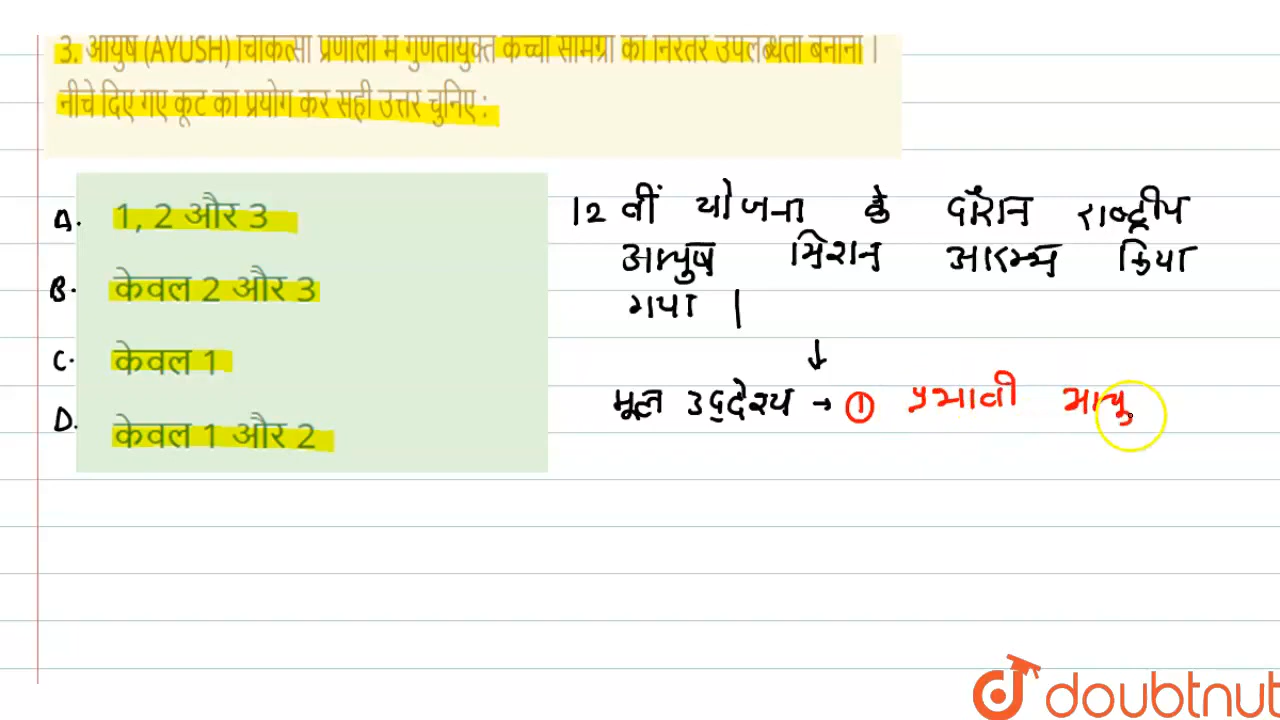 3. आयुष (AYUSH) चिकित्सा प्रणाली में गुणतायुक्त कच्ची सामग्री की निरंतर उपलब्धता बनाना ।
नीचे दिए गए कूट का प्रयोग कर सही उत्तर चुनिए :
A. 1, 2 और 3
B. केवल 2 और 3
C. केवल 1
D. केवल 1 और 2
12 वीं योजना के दौरान राष्ट्रीय
आयुष मिशन आरम्भ किया
गया |
↓
मूल उद्देश्य → ① प्रभावी आयु
doubtnut